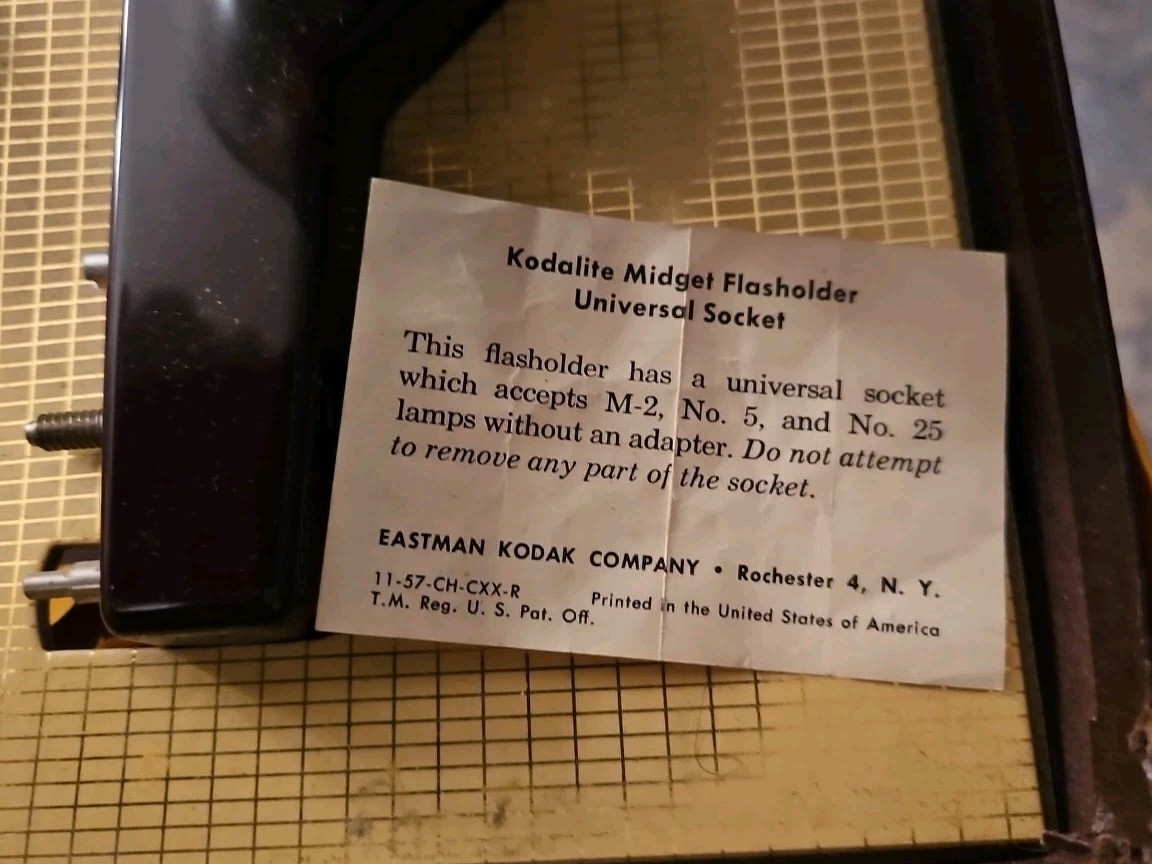 Kodalite Midget Flasholder
Universal Socket
This flasholder has a universal socket
which accepts M-2, No. 5, and No. 25
lamps without an adapter. Do not attempt
to remove any part of the socket.
EASTMAN KODAK COMPANY • Rochester 4, N. Y.
11-57-CH-CXX-R
Printed in the United States of America
T.M. Reg. U. S. Pat. Off.